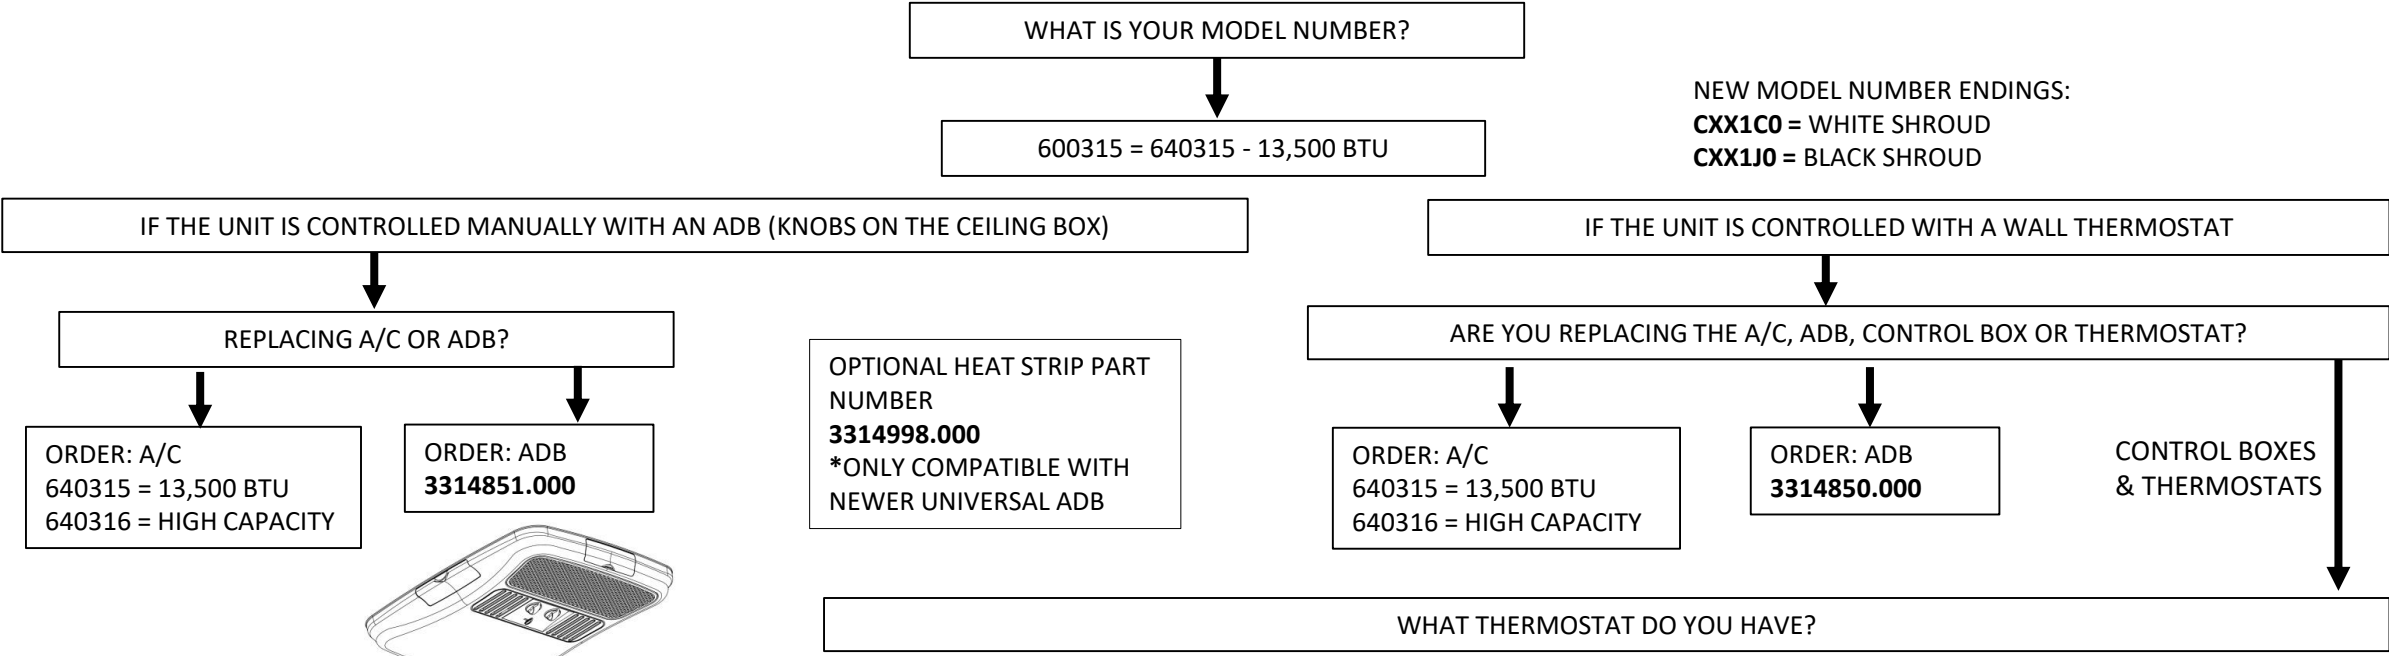 WHAT IS YOUR MODEL NUMBER?
600315 = 640315 - 13,500 BTU
NEW MODEL NUMBER ENDINGS:
CXX1C0 = WHITE SHROUD
CXX1J0 = BLACK SHROUD
IF THE UNIT IS CONTROLLED MANUALLY WITH AN ADB (KNOBS ON THE CEILING BOX)
IF THE UNIT IS CONTROLLED WITH A WALL THERMOSTAT
REPLACING A/C OR ADB?
ARE YOU REPLACING THE A/C, ADB, CONTROL BOX OR THERMOSTAT?
ORDER: A/C
640315 = 13,500 BTU
640316 = HIGH CAPACITY
ORDER: ADB
3314851.000
OPTIONAL HEAT STRIP PART
NUMBER
3314998.000
*ONLY COMPATIBLE WITH
NEWER UNIVERSAL ADB
ORDER: A/C
640315 = 13,500 BTU
640316 = HIGH CAPACITY
ORDER: ADB
3314850.000
CONTROL BOXES
& THERMOSTATS
WHAT THERMOSTAT DO YOU HAVE?